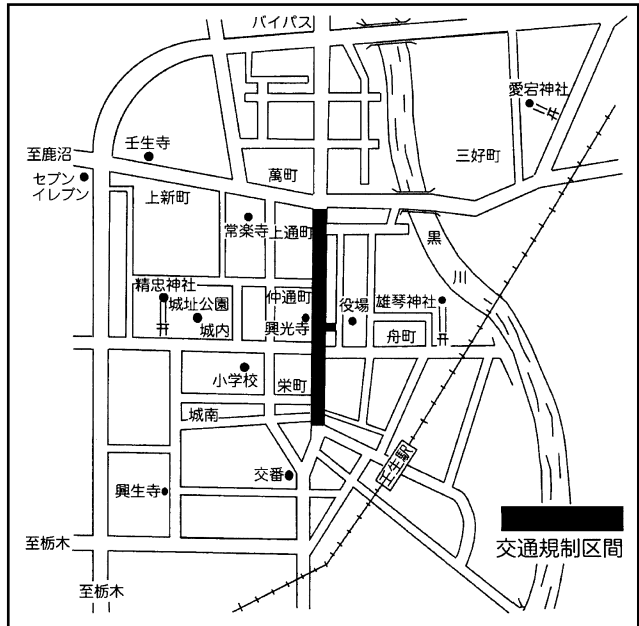 バイパス
愛宕神社
壬生寺
至鹿沼
セブン
イレブン
三好町
萬町
上新町
常楽寺
上通町
黒
川
精忠神社
城址公園
城内
仲通町
興光寺
役場
雄琴神社
舟町
小学校
栄町
城南
交番
壬生駅
興生寺
至栃木
至栃木
交通規制区間